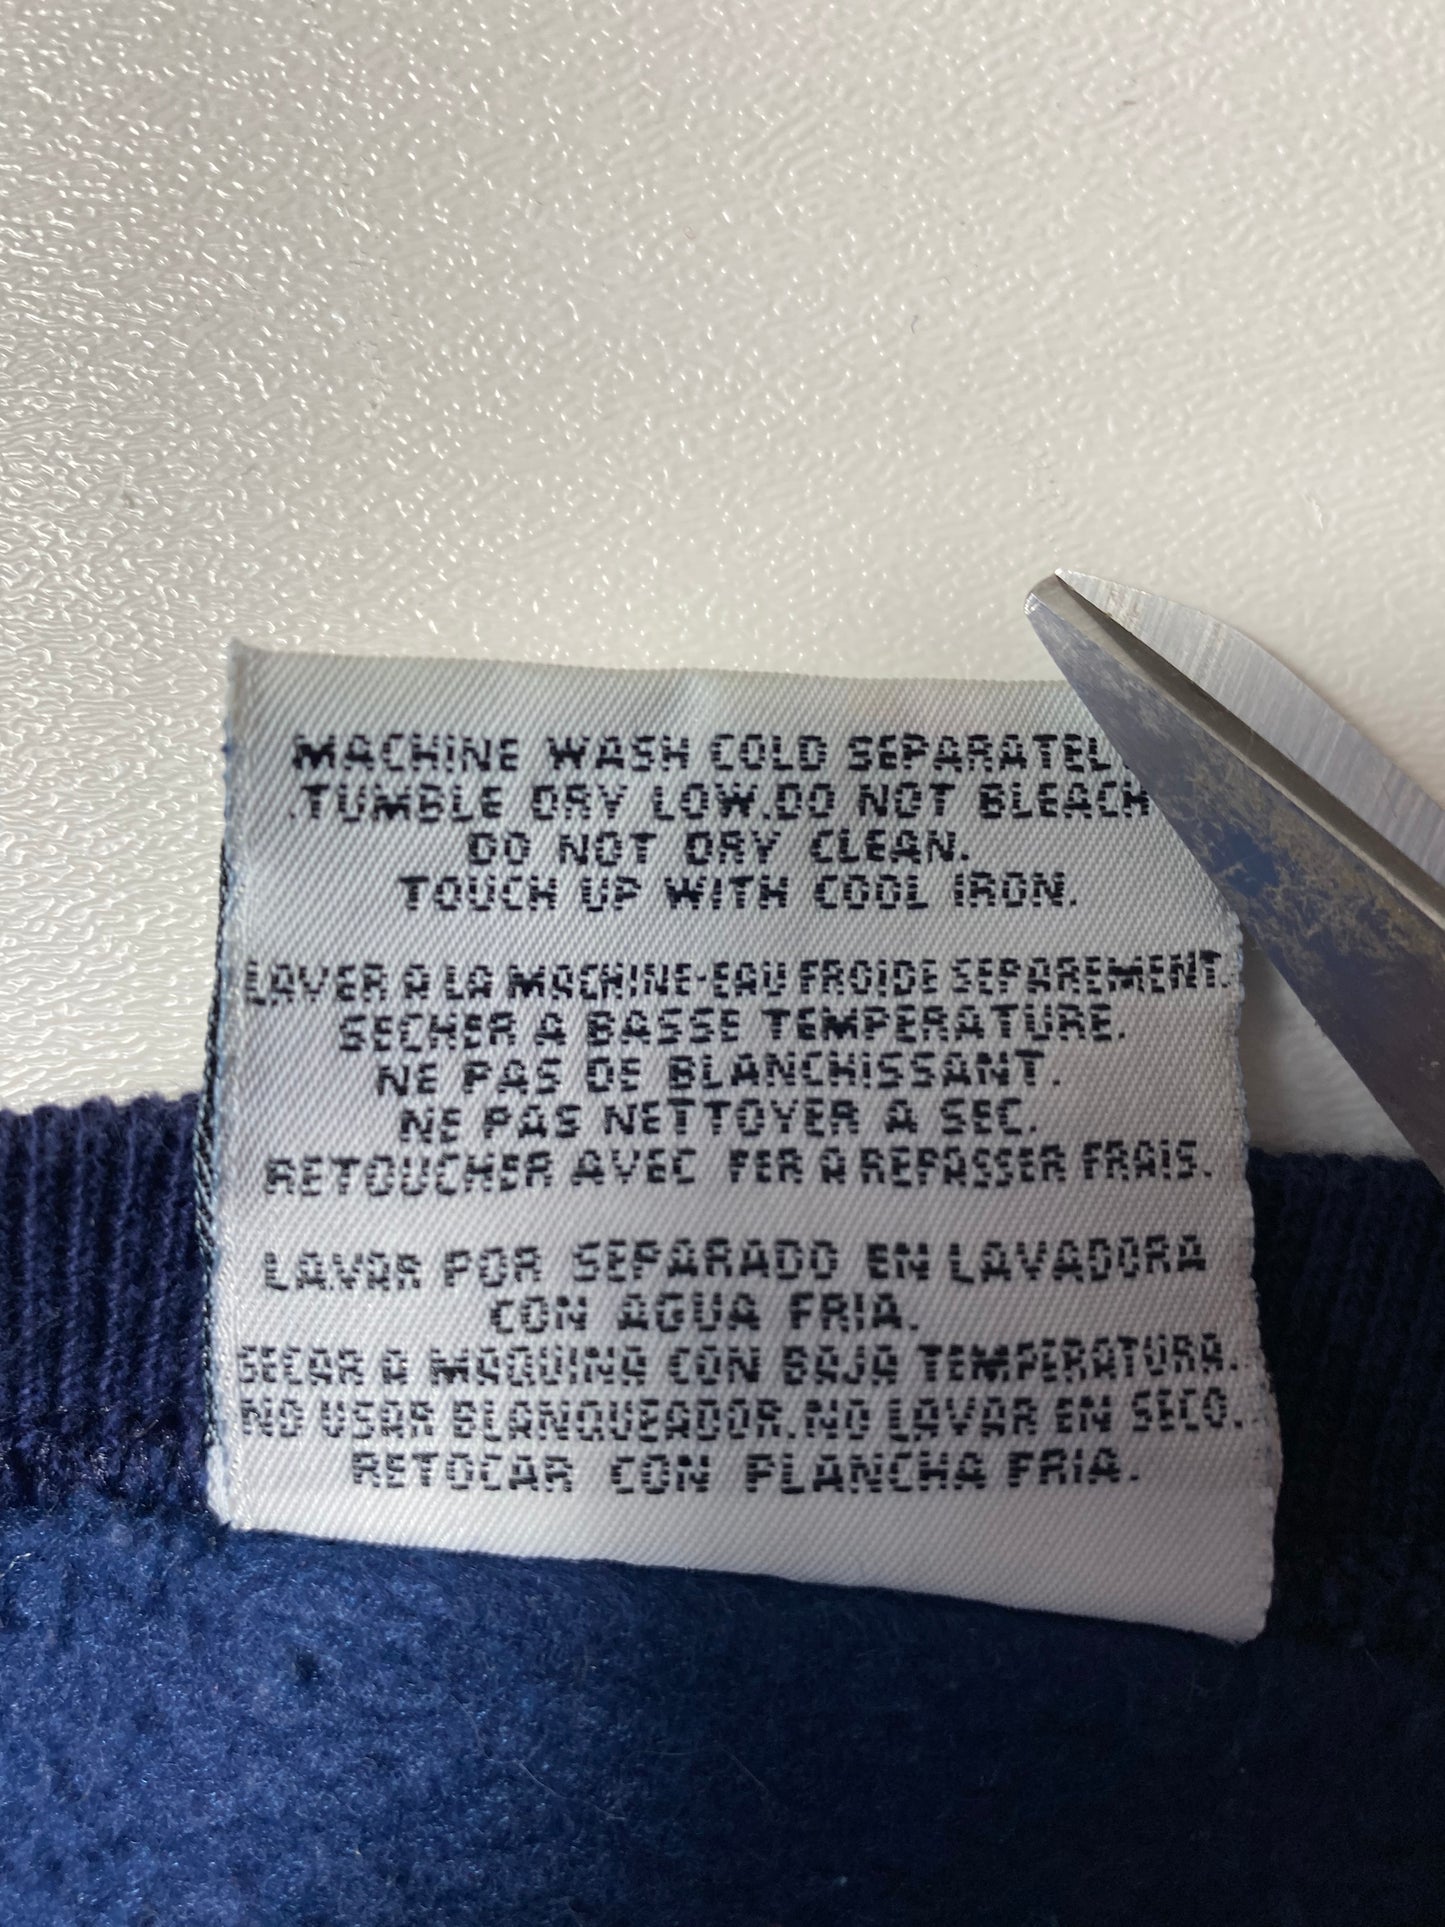 MACHINE WASH COLD SEPARATEL
.TUMBLE DRY LOW.DO NOT BLEACH
DO NOT DRY CLEAN.
TOUCH UP WITH COOL IRON.
LAVER A LA MACHINE-EAU FROIDE SEPAREMENT.
SECHER A BASSE TEMPERATURE.
NE PAS DE BLANCHISSANT.
NE PAS NETTOYER A SEC.
RETOUCHER AVEC FER A REPASSER FRAIS.
LAVAR POR SEPARADO EN LAVADORA
CON AGUA FRIA.
SECAR A MAQUINA CON BAJA TEMPERATURA.
NO USAR BLANQUEADOR.NO LAVAR EN SECO.
RETOCAR CON PLANCHA FRIA.